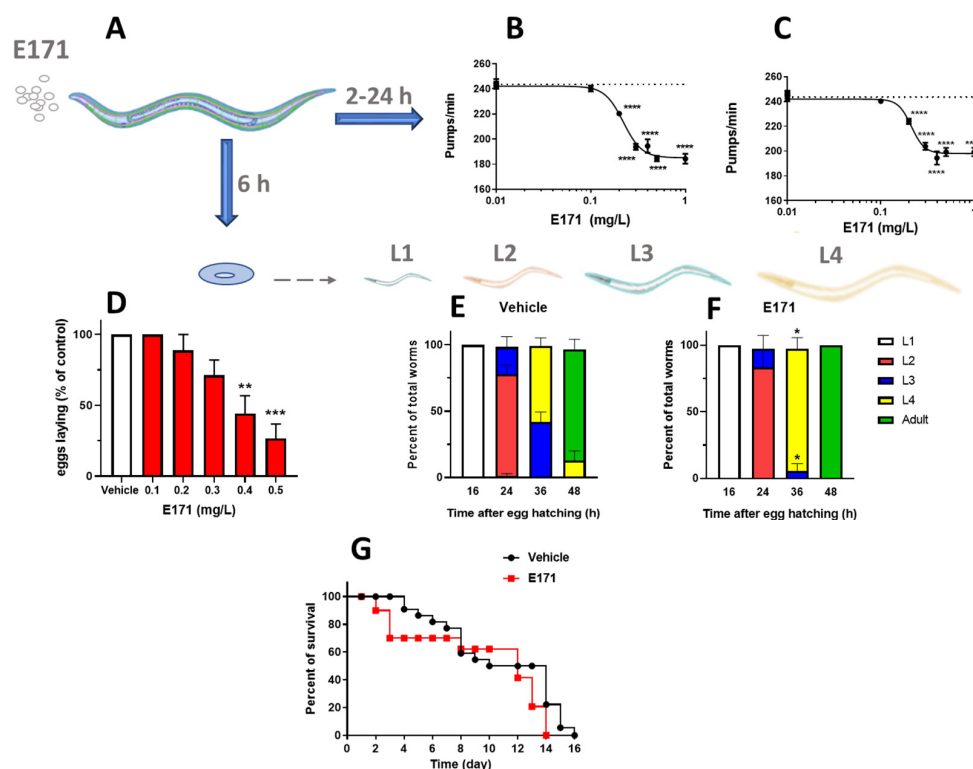 A
E171
2-24 h
6 h
B
Pumps/min
260
240
220
200
180
160
****
****
****
****
****
0.01
0.1
1
E171 (mg/L)
C
Pumps/min
260
240
220
200
180
160
****
****
****
****
**
0.01
0.1
1
E171 (mg/L)
L1
L2
L3
L4
D
eggs laying (% of control)
100
50
0
**
***
Vehicle
0.1
0.2
0.3
0.4
0.5
E171 (mg/L)
E
Vehicle
Percent of total worms
100
50
0
16
24
36
48
Time after egg hatching (h)
F
E171
Percent of total worms
100
50
0
*
*
16
24
36
48
Time after egg hatching (h)
L1
L2
L3
L4
Adult
G
Vehicle
E171
Percent of survival
100
80
60
40
20
0
0 2 4 6 8 10 12 14 16
Time (day)